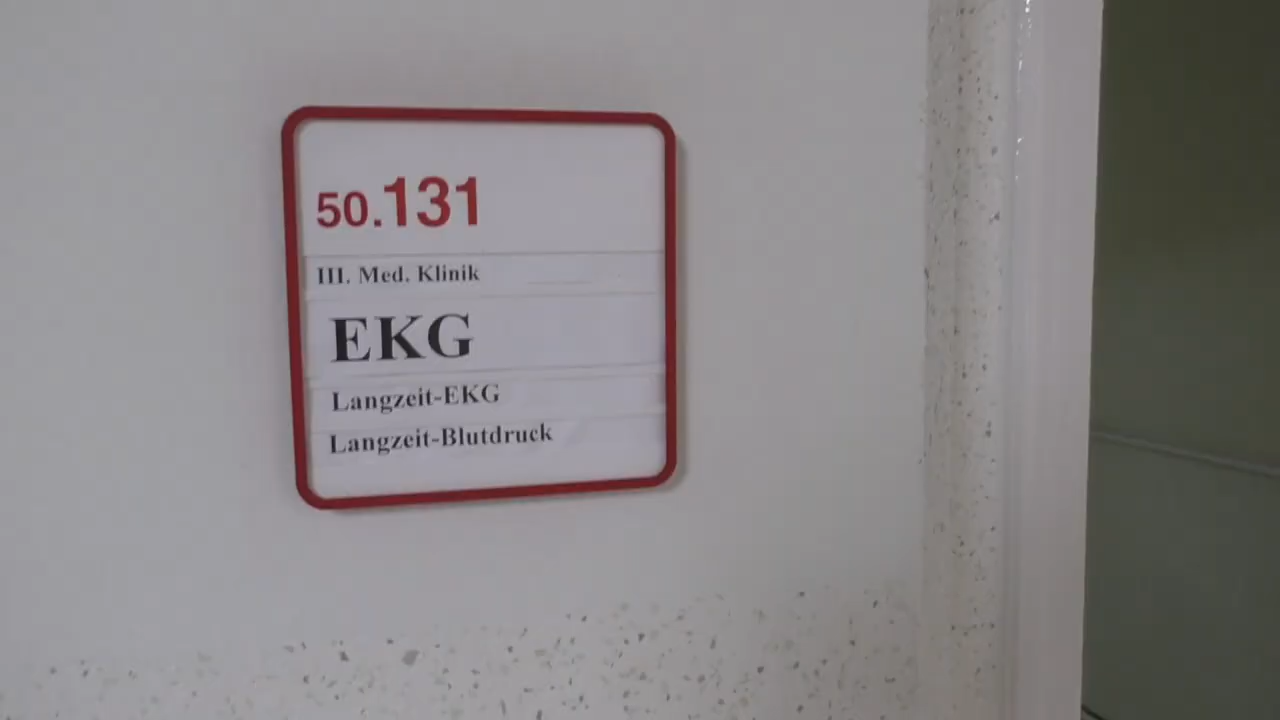 50.131
III. Med. Klinik
EKG
Langzeit-EKG
Langzeit-Blutdruck